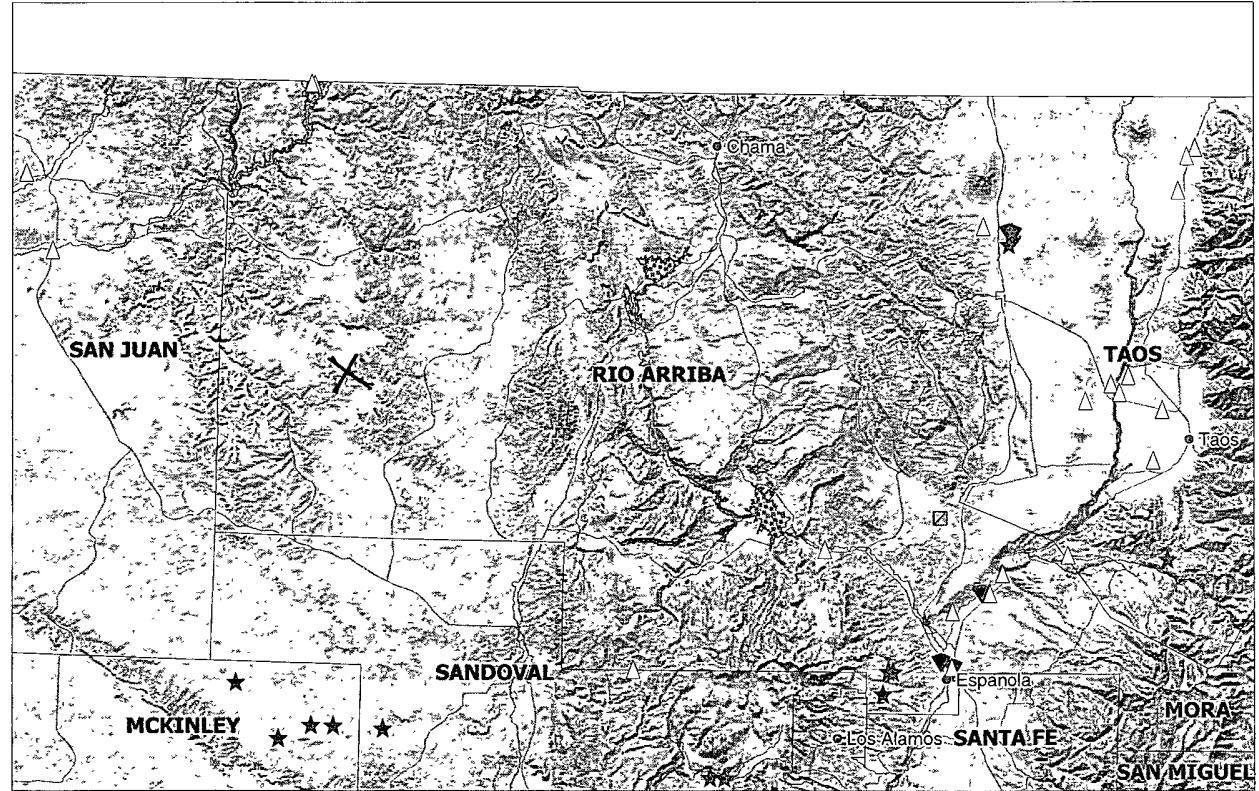 Chama
SAN JUAN
RIO ARRIBA
TAOS
Taos
SANDOVAL
Espanola
MCKINLEY
MORA
Los Alamos
SANTA FE
SAN MIGUEL